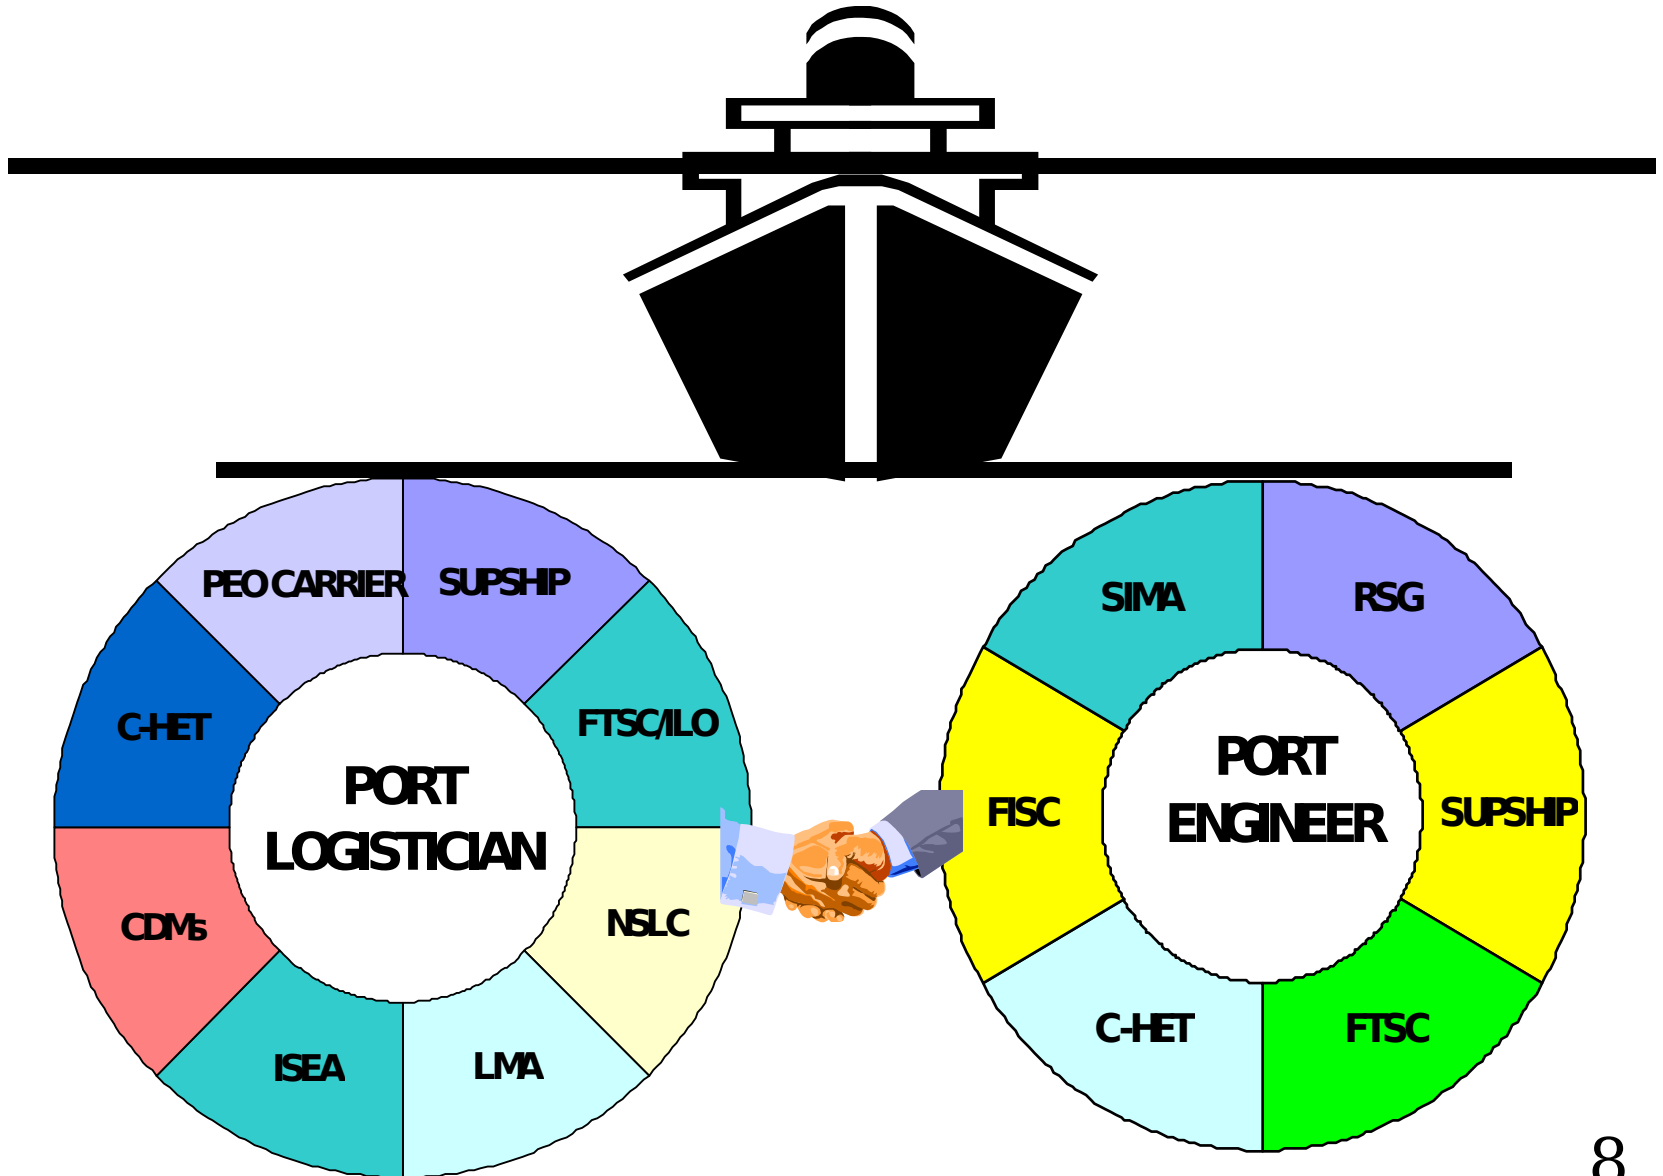 PEO CARRIER
SUPSHIP
C-HET
FTSC/ILO
PORT
LOGISTICIAN
CDMs
NSLC
ISEA
LMA
SIMA
RSG
FISC
PORT
ENGINEER
SUPSHIP
C-HET
FTSC
8